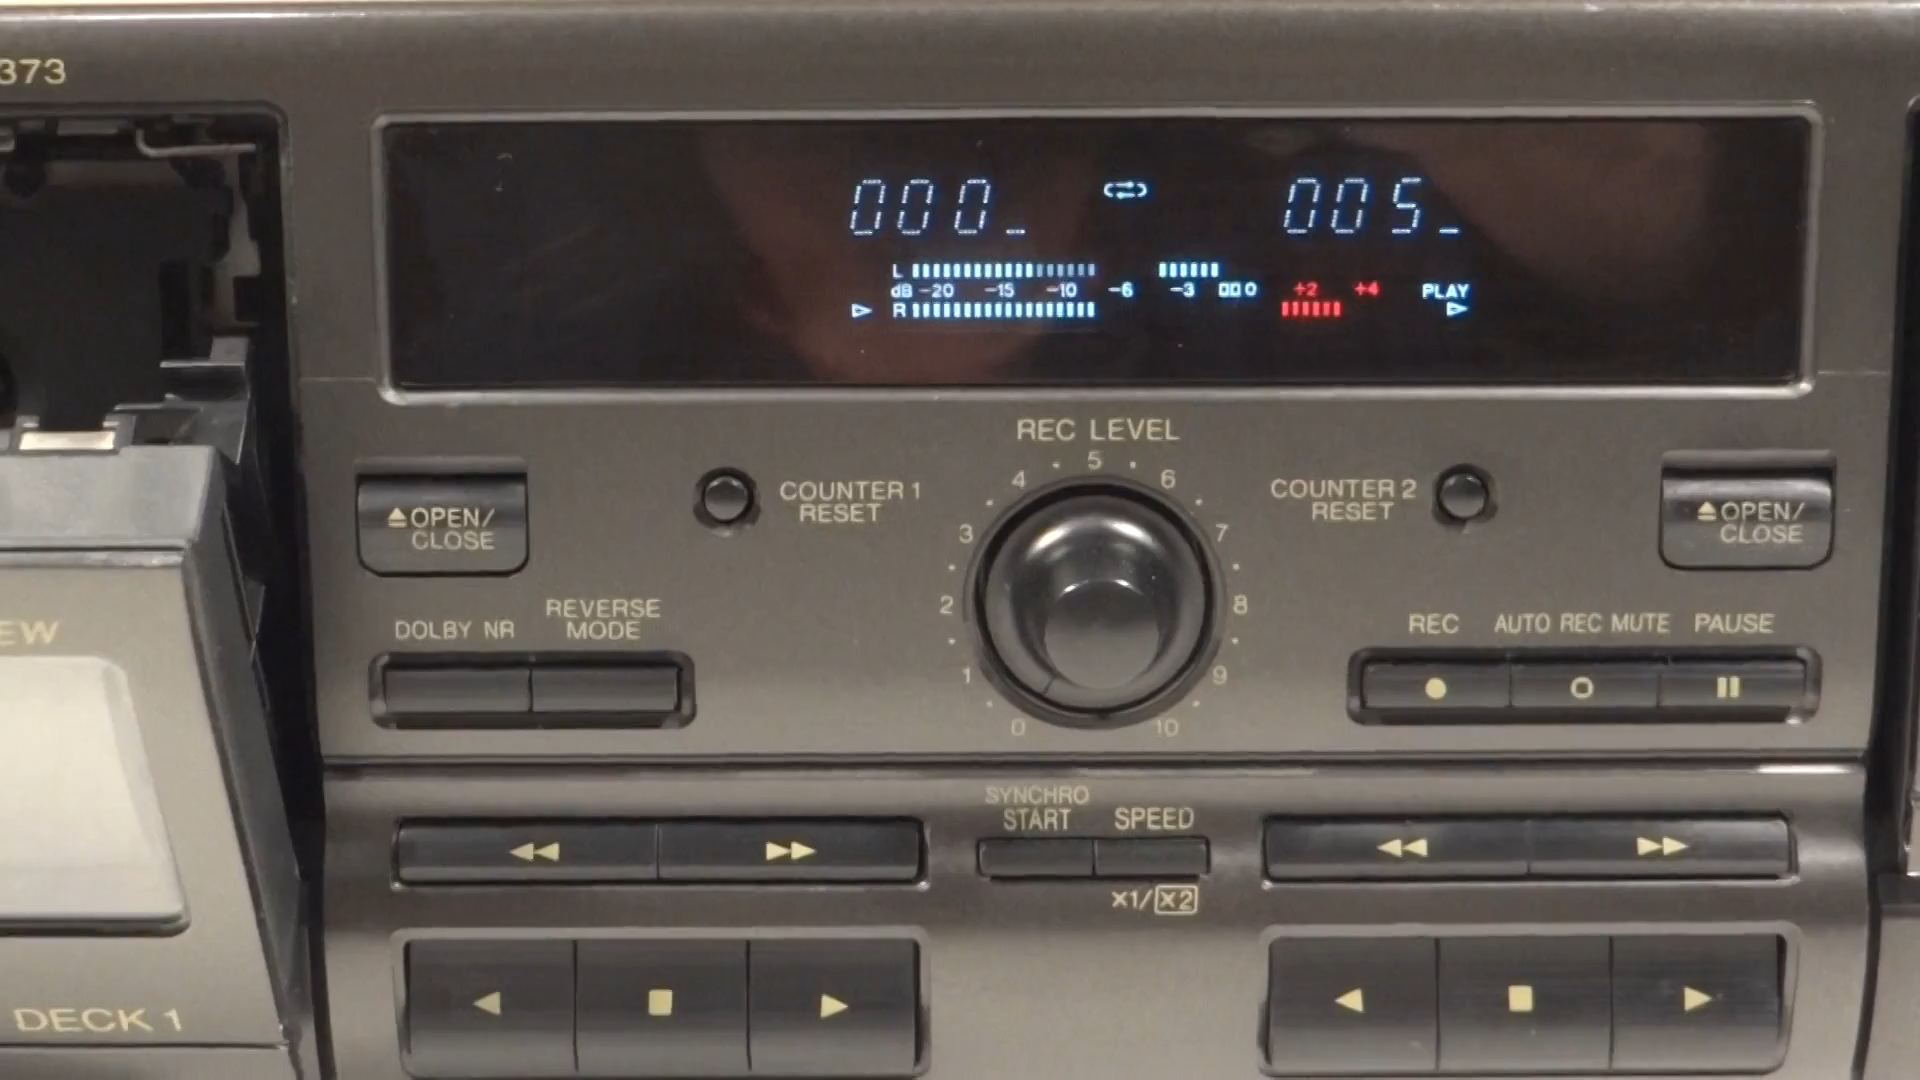 373
000_ 005_
L
dB -20 -15 -10 -6 -3 0 +2 +4 PLAY
R
REC LEVEL
0 1 2 3 4 5 6 7 8 9 10
OPEN/
CLOSE
COUNTER 1
RESET
COUNTER 2
RESET
OPEN/
CLOSE
DOLBY NR
REVERSE
MODE
REC AUTO REC MUTE PAUSE
EW
SYNCHRO
START
SPEED
×1/×2
DECK 1